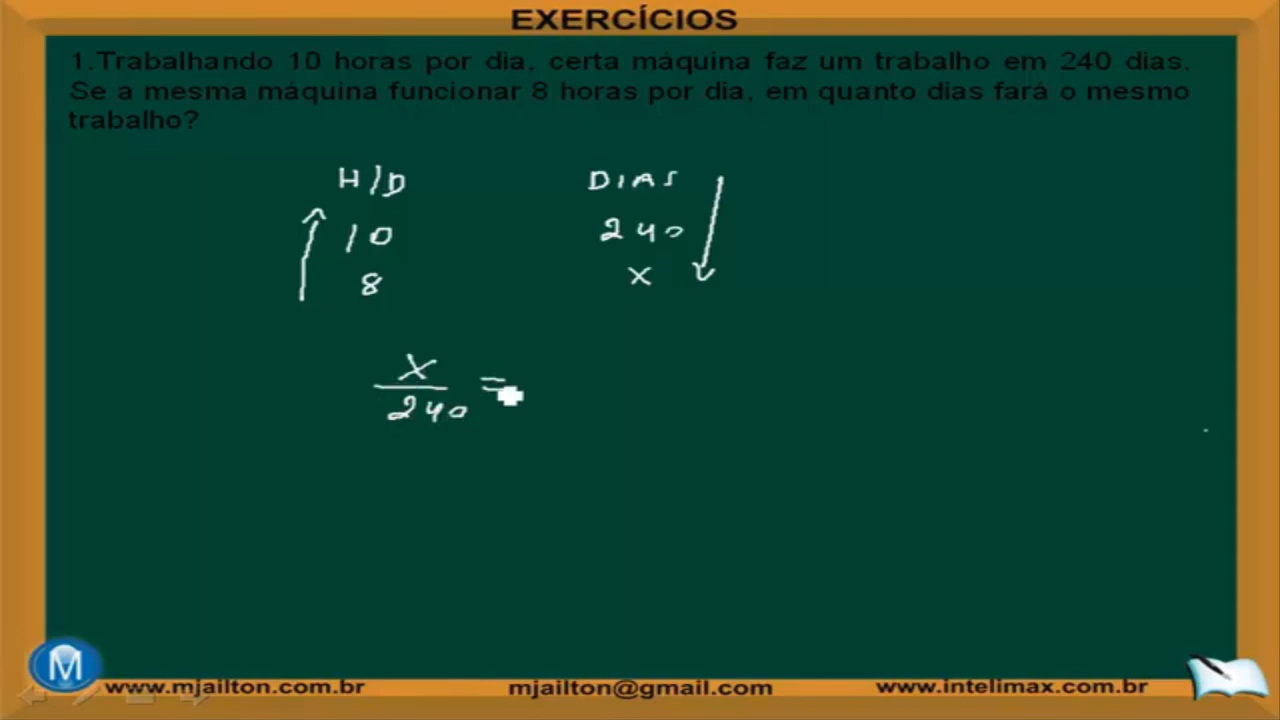 EXERCÍCIOS
1.Trabalhando 10 horas por dia, certa máquina faz um trabalho em 240 dias.
Se a mesma máquina funcionar 8 horas por dia, em quanto dias fará o mesmo
trabalho?
H/D DIAS
10 240
8 X
X
240 =
M
www.mjailton.com.br mjailton@gmail.com www.intelimax.com.br